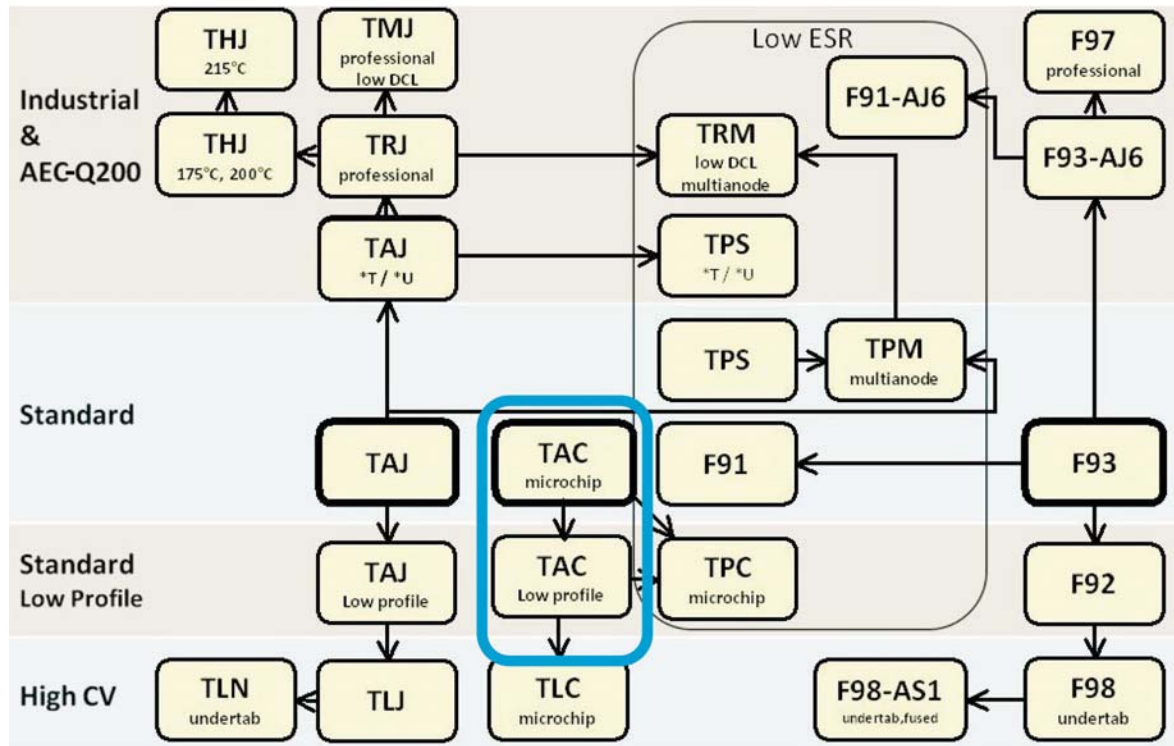 Low ESR
Industrial
&
AEC-Q200
THJ
215°C
TMJ
professional
low DCL
F91-AJ6
F97
professional
THJ
175°C, 200°C
TRJ
professional
TRM
low DCL
multianode
F93-AJ6
TAJ
*T / *U
TPS
*T / *U
Standard
TPS
TPM
multianode
TAJ
TAC
microchip
F91
F93
Standard
Low Profile
TAJ
Low profile
TAC
Low profile
TPC
microchip
F92
High CV
TLN
undertab
TLJ
TLC
microchip
F98-AS1
undertab,fused
F98
undertab